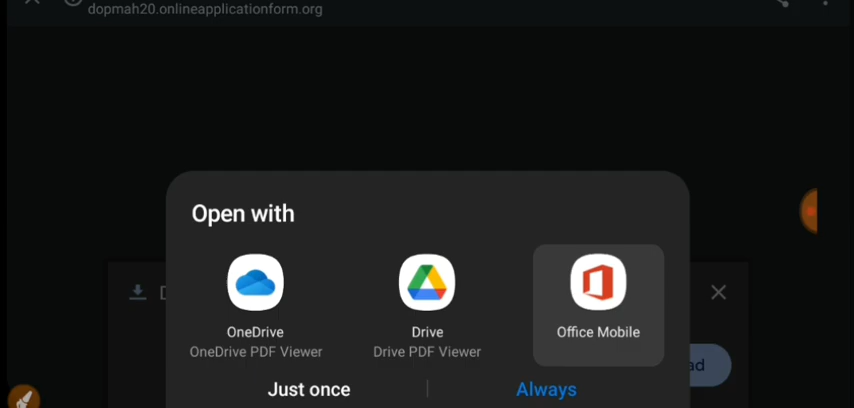 dopmah20.onlineapplicationform.org
Open with
OneDrive
OneDrive PDF Viewer
Drive
Drive PDF Viewer
Office Mobile
Just once
Always